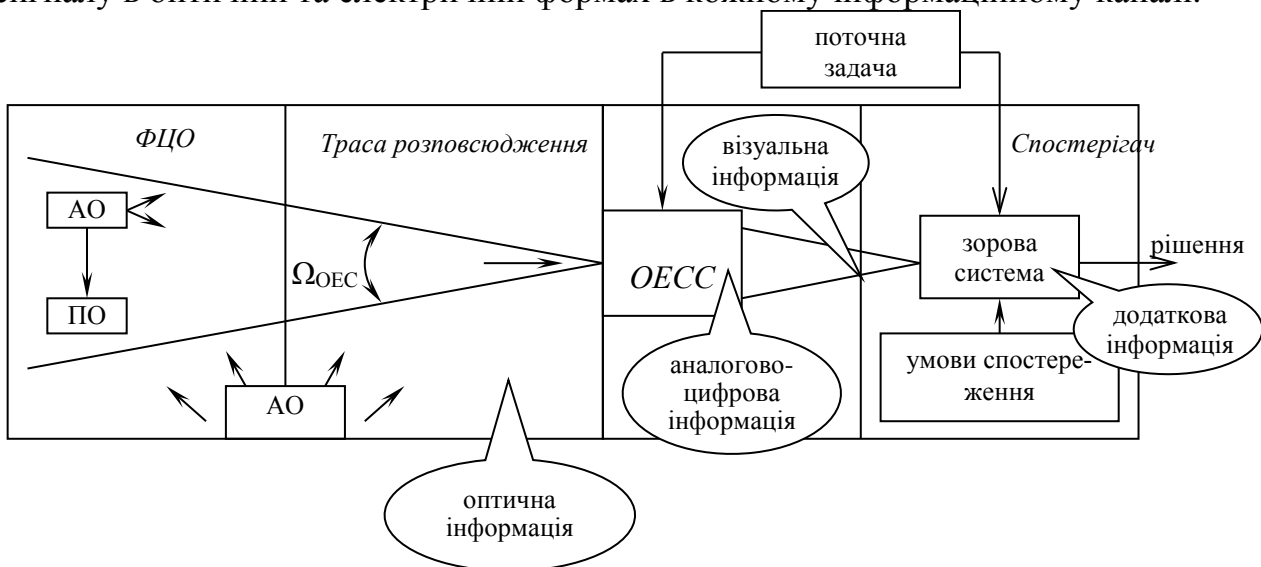 сигналу в оптичній та електричній формах в кожному інформаційному каналі.
поточна
задача
ФЦО
Траса розповсюдження
візуальна
інформація
Спостерігач
АО
ΩОЕС
ПО
ОЕСС
зорова
система
рішення
додаткова
інформація
АО
аналогово-
цифрова
інформація
умови спостере-
ження
оптична
інформація